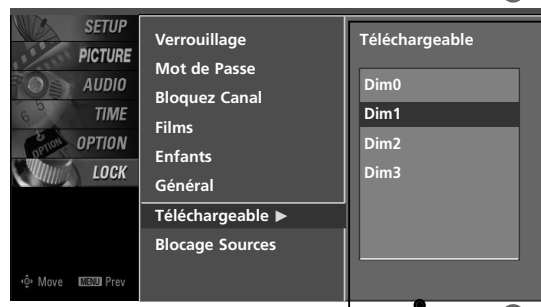 SETUP
PICTURE
AUDIO
TIME
OPTION
LOCK
Move MENU Prev
Verrouillage
Mot de Passe
Bloquez Canal
Films
Enfants
Général
Téléchargeable ►
Blocage Sources
Téléchargeable
Dim0
Dim1
Dim2
Dim3